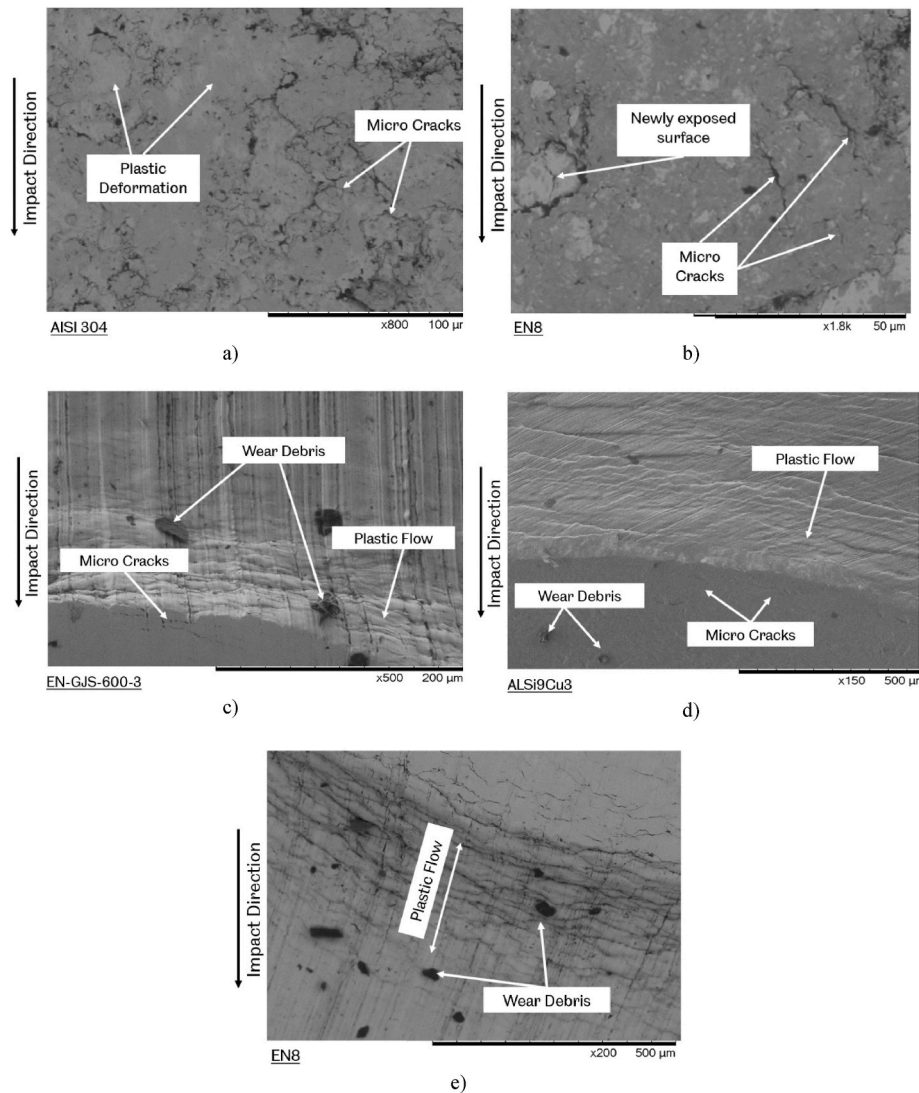 Impact Direction
Plastic
Deformation
Micro Cracks
AISI 304
x800 100 µm
a)
Impact Direction
Newly exposed
surface
Micro
Cracks
EN8
x1.8k 50 µm
b)
Impact Direction
Wear Debris
Plastic Flow
Micro Cracks
EN-GJS-600-3
x500 200 µm
c)
Impact Direction
Plastic Flow
Wear Debris
Micro Cracks
ALSi9Cu3
x150 500 µm
d)
Impact Direction
Plastic Flow
Wear Debris
EN8
x200 500 µm
e)